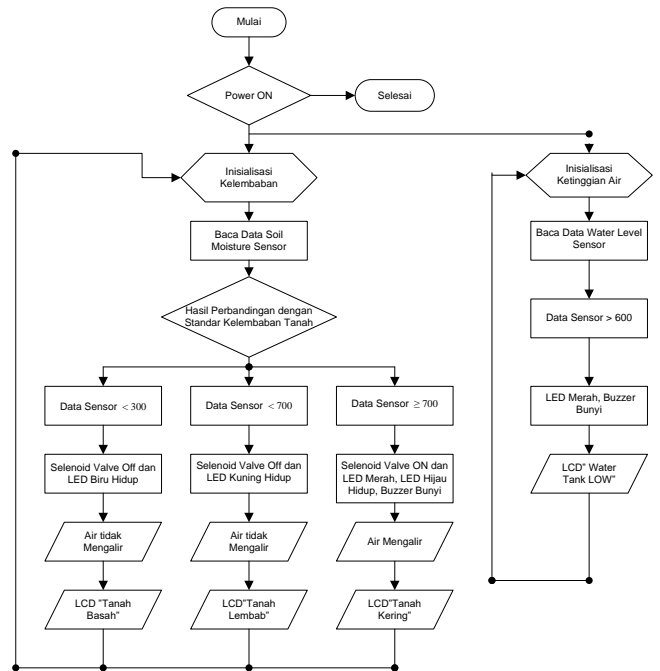 Mulai
Power ON
Selesai
Inisialisasi
Kelembaban
Baca Data Soil
Moisture Sensor
Hasil Perbandingan dengan
Standar Kelembaban Tanah
Data Sensor < 300
Selenoid Valve Off dan
LED Biru Hidup
Air tidak
Mengalir
LCD "Tanah
Basah"
Data Sensor < 700
Selenoid Valve Off dan
LED Kuning Hidup
Air tidak
Mengalir
LCD"Tanah
Lembab"
Data Sensor ≥ 700
Selenoid Valve ON dan
LED Merah, LED Hijau
Hidup, Buzzer Bunyi
Air Mengalir
LCD"Tanah
Kering"
Inisialisasi
Ketinggian Air
Baca Data Water Level
Sensor
Data Sensor > 600
LED Merah, Buzzer
Bunyi
LCD" Water
Tank LOW"